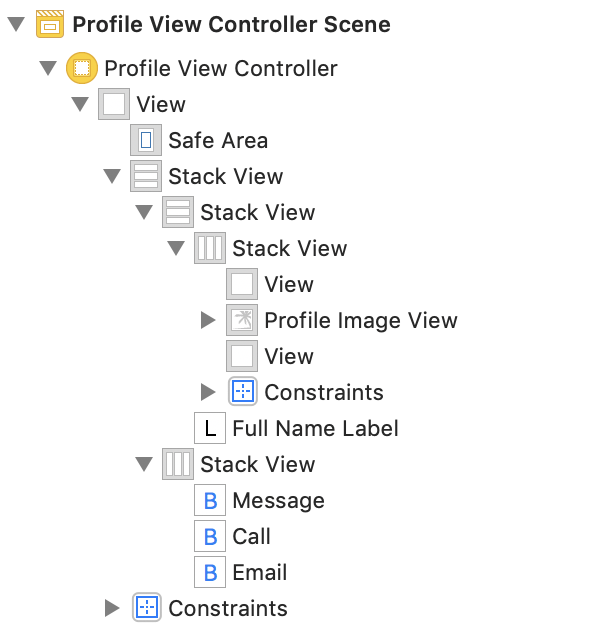 Profile View Controller Scene
Profile View Controller
View
Safe Area
Stack View
Stack View
Stack View
View
Profile Image View
View
Constraints
L Full Name Label
Stack View
B Message
B Call
B Email
Constraints